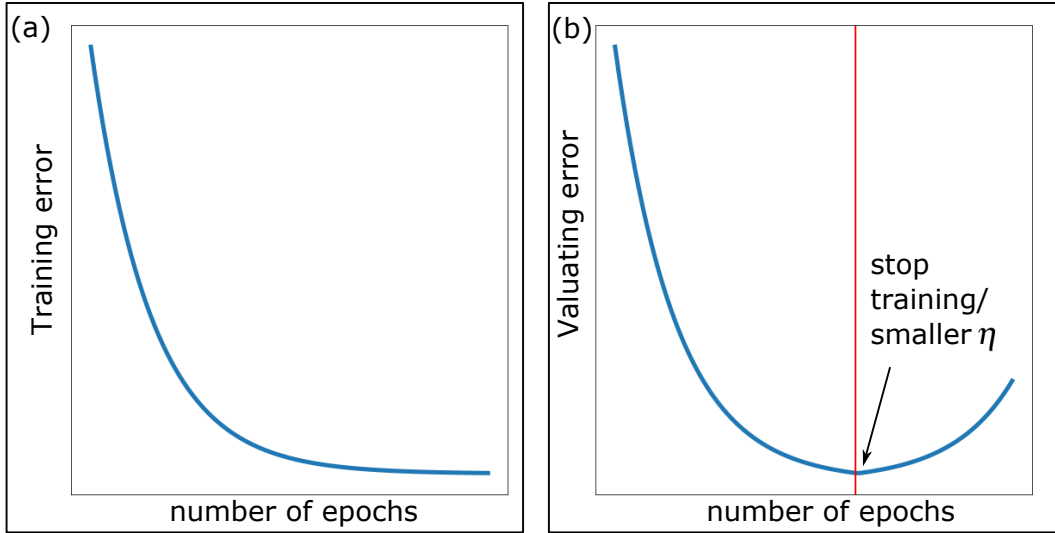 (a)
Training error
number of epochs
(b)
Valuating error
stop
training/
smaller η
number of epochs